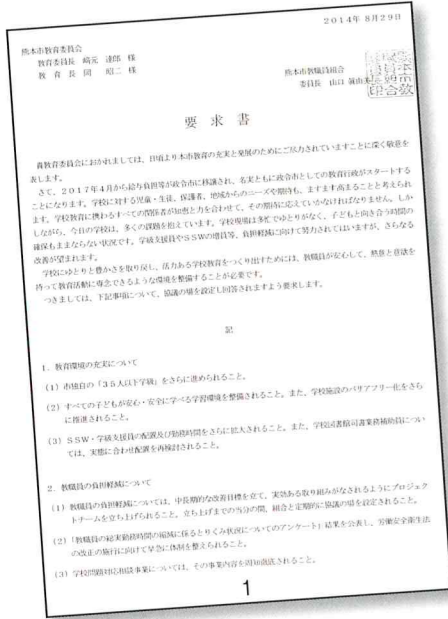 2014年 8月29日
熊本市教育委員会
教育委員長 崎元 達郎 様
教 育 長 岡 昭二 様
熊本市教職員組合
委員長 山口
要 求 書
貴教育委員会におかれましては、日頃より本市教育の充実と発展のためにご尽力されていますことに深く敬意を
表します。
さて、2017年4月から給与負担等が政令市に移譲され、名実ともに政令市としての教育行政がスタートする
ことになります。学校に対する児童・生徒、保護者、地域からのニーズや期待も、ますます高まることと考えられ
ます。学校教育に携わるすべての関係者が知恵と力を合わせて、その期待に応えていかなければなりません。しか
しながら、今日の学校は、多くの課題を抱えています。学校現場は多忙でゆとりがなく、子どもと向き合う時間の
確保もままならない状況です。学級支援員やSSWの増員等、負担軽減に向けて努力されてはいますが、さらなる
改善が望まれます。
学校にゆとりと豊かさを取り戻し、活力ある学校教育をつくり出すためには、教職員が安心して、熱意と意欲を
持って教育活動に専念できるような環境を整備することが必要です。
つきましては、下記事項について、協議の場を設定し回答されますよう要求します。
記
1. 教育環境の充実について
(1) 市独自の「35人以下学級」をさらに進められること。
(2) すべての子どもが安心・安全に学べる学習環境を整備されること。また、学校施設のバリアフリー化をさら
に推進されること。
(3) SSW・学級支援員の配置及び勤務時間をさらに拡大されること。また、学校図書館司書業務補助員につい
ては、実態に合わせ配置を再検討されること。
2. 教職員の負担軽減について
(1) 教職員の負担軽減については、中長期的な改善目標を立て、実効ある取り組みがなされるようにプロジェク
トチームを立ち上げられること。立ち上げまでの当分の間、組合と定期的に協議の場を設定されること。
(2) 「教職員の総実勤務時間の縮減に係るとりくみ状況についてのアンケート」結果を公表し、労働安全衛生法
の改正の施行に向けて早急に体制を整えられること。
(3) 学校問題対応相談事業については、その事業内容を周知徹底されること。
1